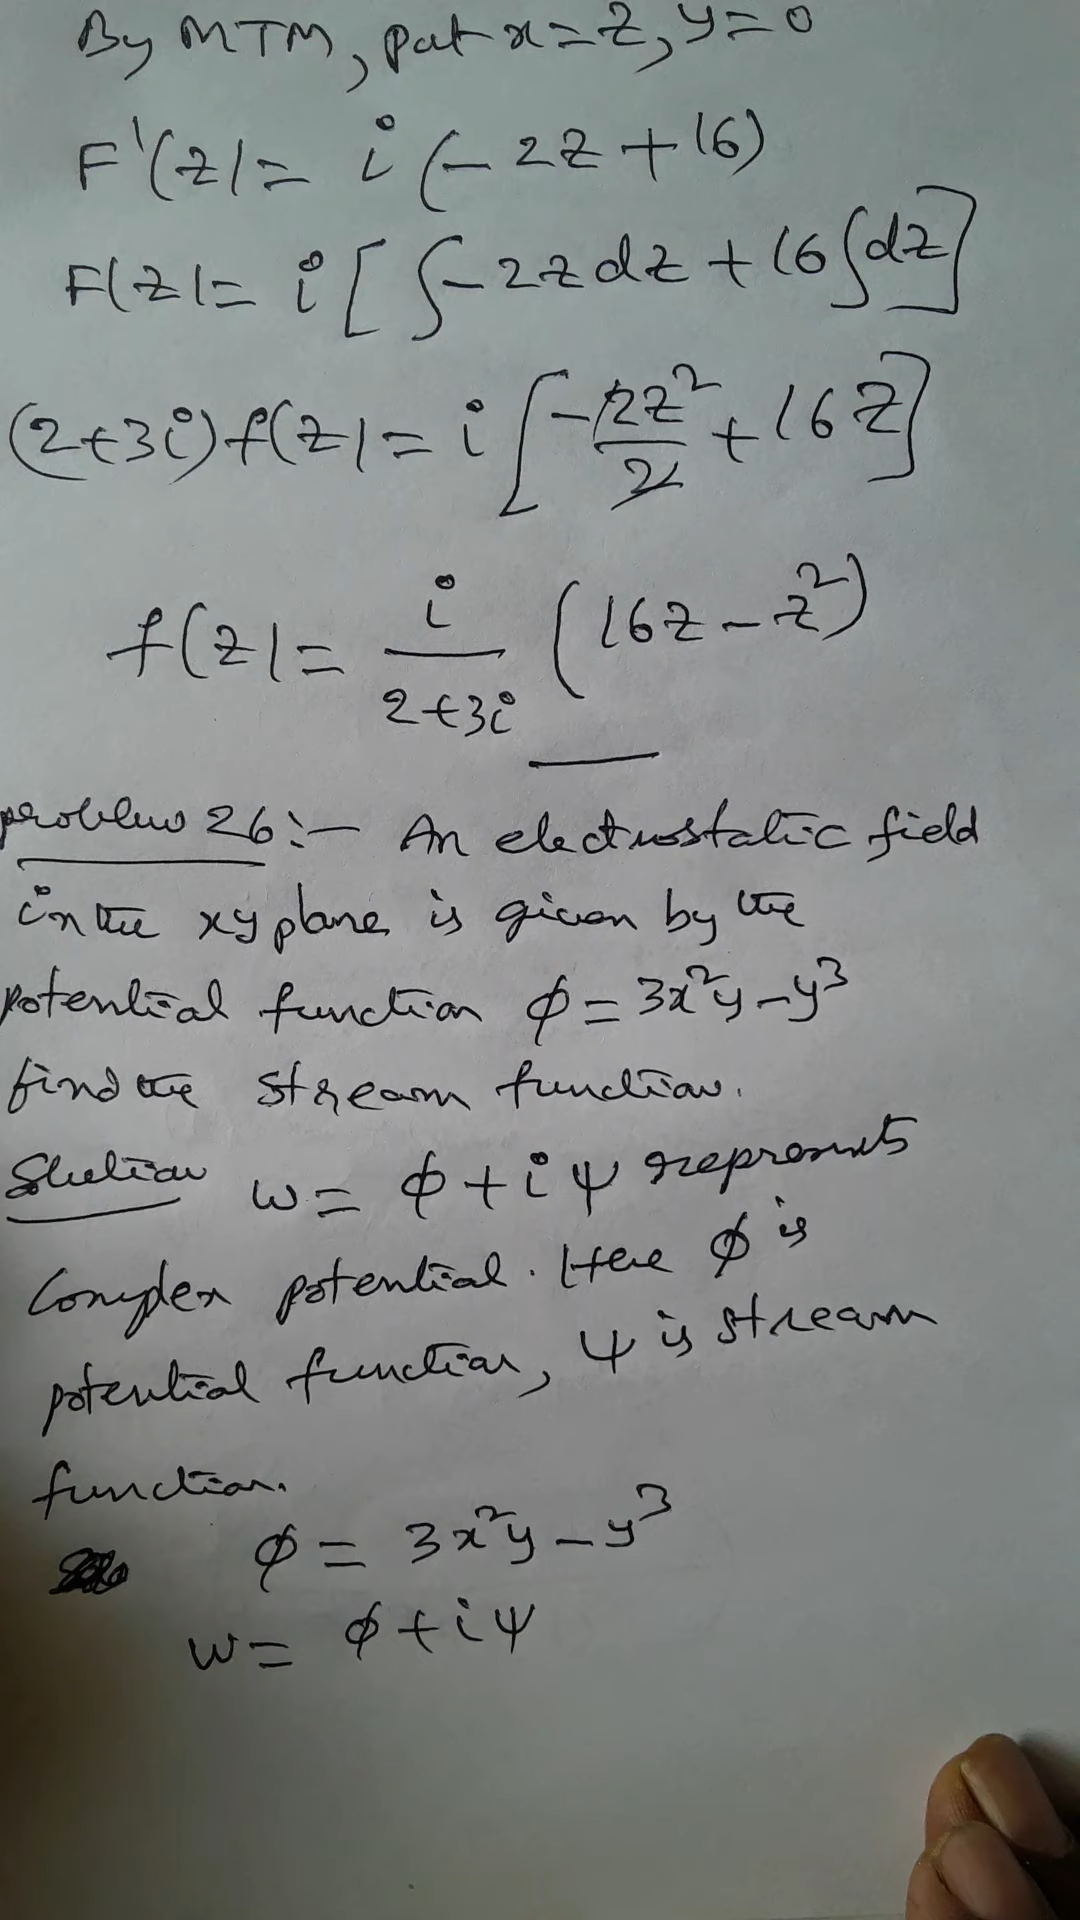 By MTM, put x=z, y=0
F'(z)= i(-2z+16)
F(z)= i[∫-2zdz+16∫dz]
(2+3i)f(z)= i[-2z²/2+16z]
f(z)= i/(2+3i) (16z-z²)
problem 26:- An electrostatic field
in the xy plane is given by the
potential function φ=3x²y-y³
find the stream function.
Solution w= φ+iψ represents
Complex potential. Here φ is
potential function, ψ is stream
function.
φ= 3x²y-y³
w= φ+iψ